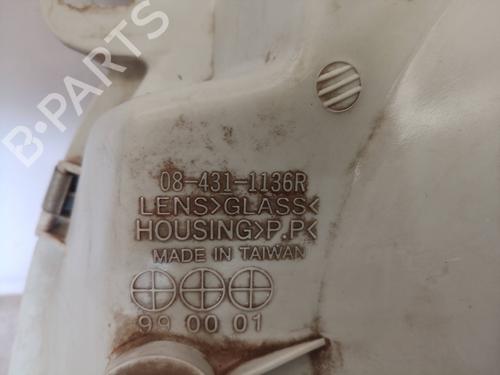 B-PARTS
08-431-1136R
LENS>GLASS<
HOUSING>P.P<
MADE IN TAIWAN
99 00 01